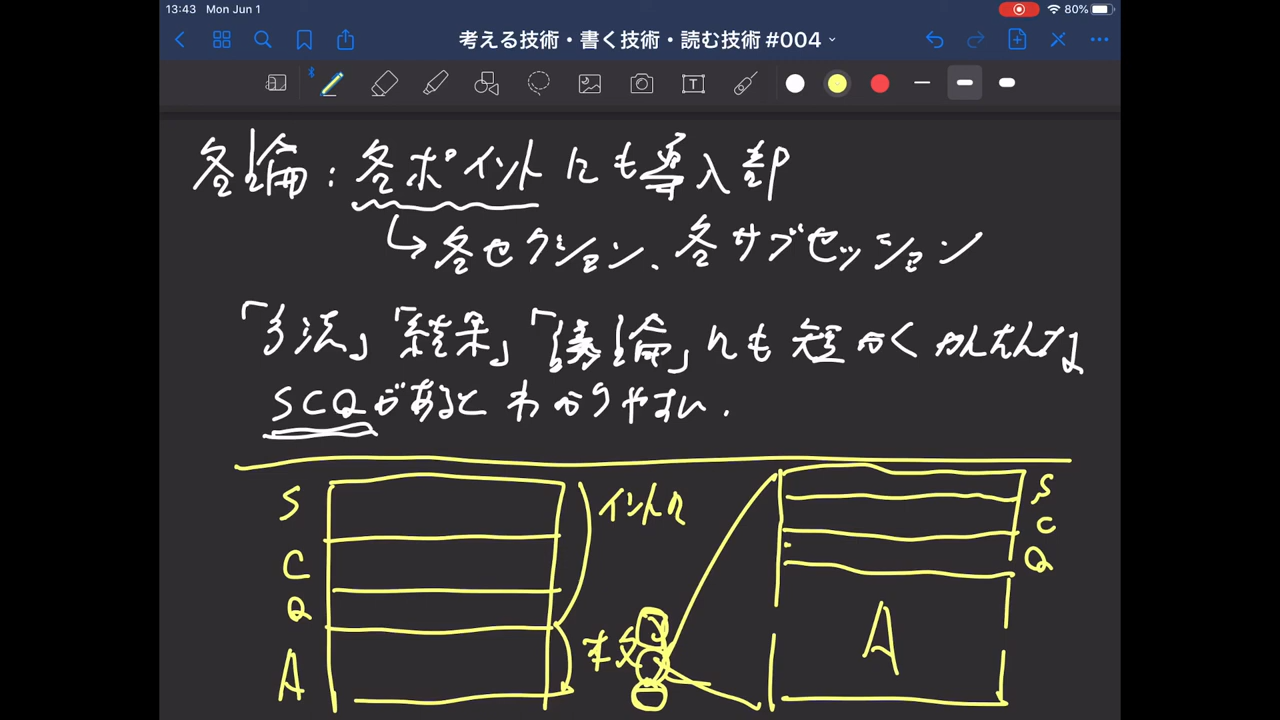 13:43 Mon Jun 1 80%
考える技術・書く技術・読む技術 #004
各論：各ポイントにも導入部
各セクション、各サブセッション
「方法」「結果」「議論」にも短かくかんたんな
SCQがあるとわかりやすい．
S イントロ S
C C
Q Q
A 本文 A